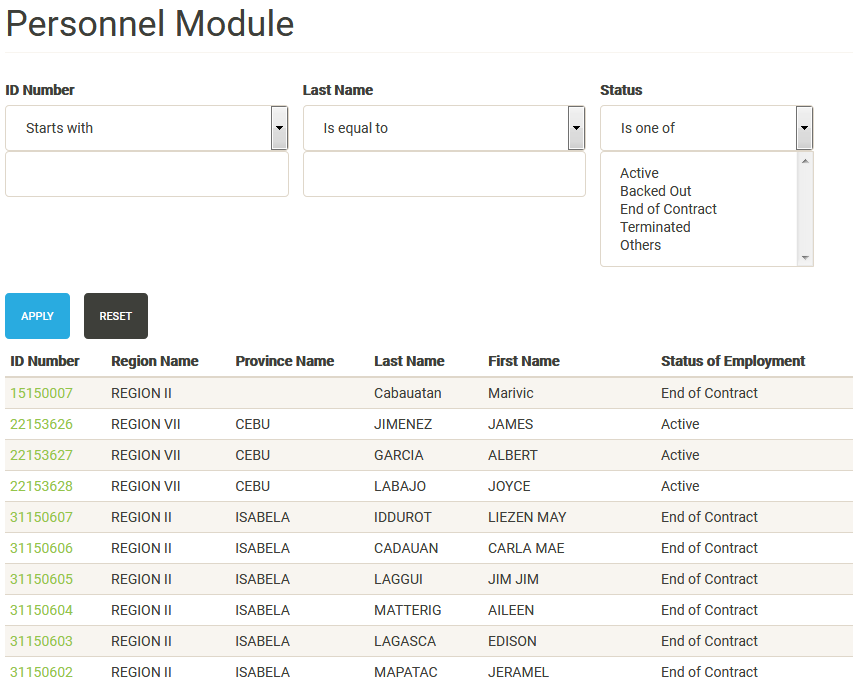 Personnel Module
ID Number Last Name Status
Starts with Is equal to Is one of
Active
Backed Out
End of Contract
Terminated
Others
APPLY RESET
ID Number Region Name Province Name Last Name First Name Status of Employment
15150007 REGION II Cabauatan Marivic End of Contract
22153626 REGION VII CEBU JIMENEZ JAMES Active
22153627 REGION VII CEBU GARCIA ALBERT Active
22153628 REGION VII CEBU LABAJO JOYCE Active
31150607 REGION II ISABELA IDDUROT LIEZEN MAY End of Contract
31150606 REGION II ISABELA CADAUAN CARLA MAE End of Contract
31150605 REGION II ISABELA LAGGUI JIM JIM End of Contract
31150604 REGION II ISABELA MATTERIG AILEEN End of Contract
31150603 REGION II ISABELA LAGASCA EDISON End of Contract
31150602 REGION II ISABELA MAPATAC JERAMEL End of Contract